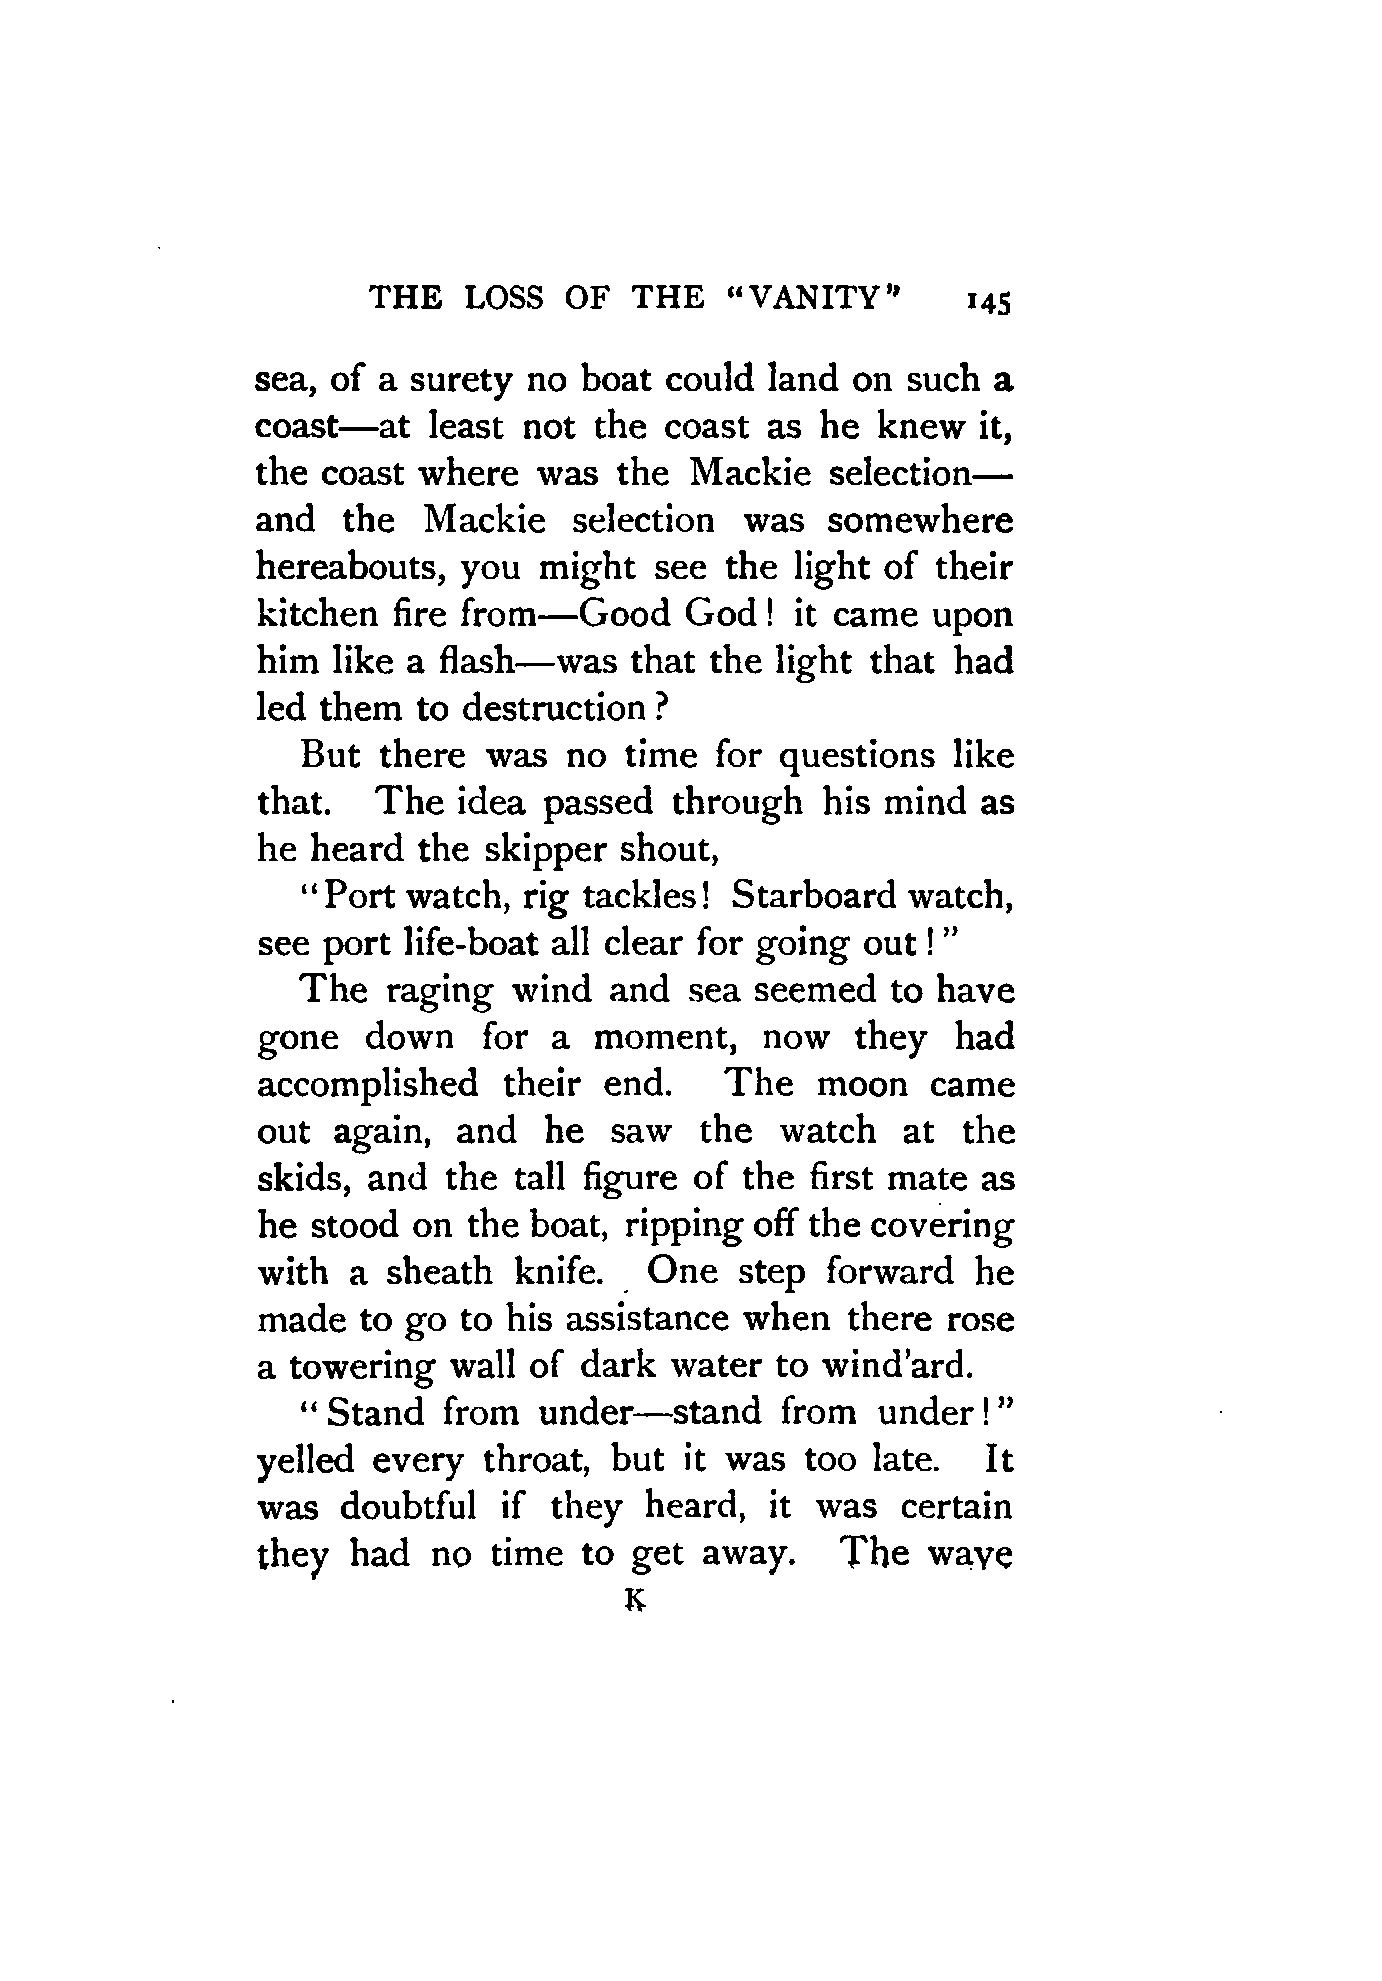 THE LOSS OF THE "VANITY" 145
sea, of a surety no boat could land on such a
coast—at least not the coast as he knew it,
the coast where was the Mackie selection—
and the Mackie selection was somewhere
hereabouts, you might see the light of their
kitchen fire from—Good God! it came upon
him like a flash—was that the light that had
led them to destruction?
But there was no time for questions like
that. The idea passed through his mind as
he heard the skipper shout,
"Port watch, rig tackles! Starboard watch,
see port life-boat all clear for going out!"
The raging wind and sea seemed to have
gone down for a moment, now they had
accomplished their end. The moon came
out again, and he saw the watch at the
skids, and the tall figure of the first mate as
he stood on the boat, ripping off the covering
with a sheath knife. One step forward he
made to go to his assistance when there rose
a towering wall of dark water to wind'ard.
"Stand from under—stand from under!"
yelled every throat, but it was too late. It
was doubtful if they heard, it was certain
they had no time to get away. The wave
K